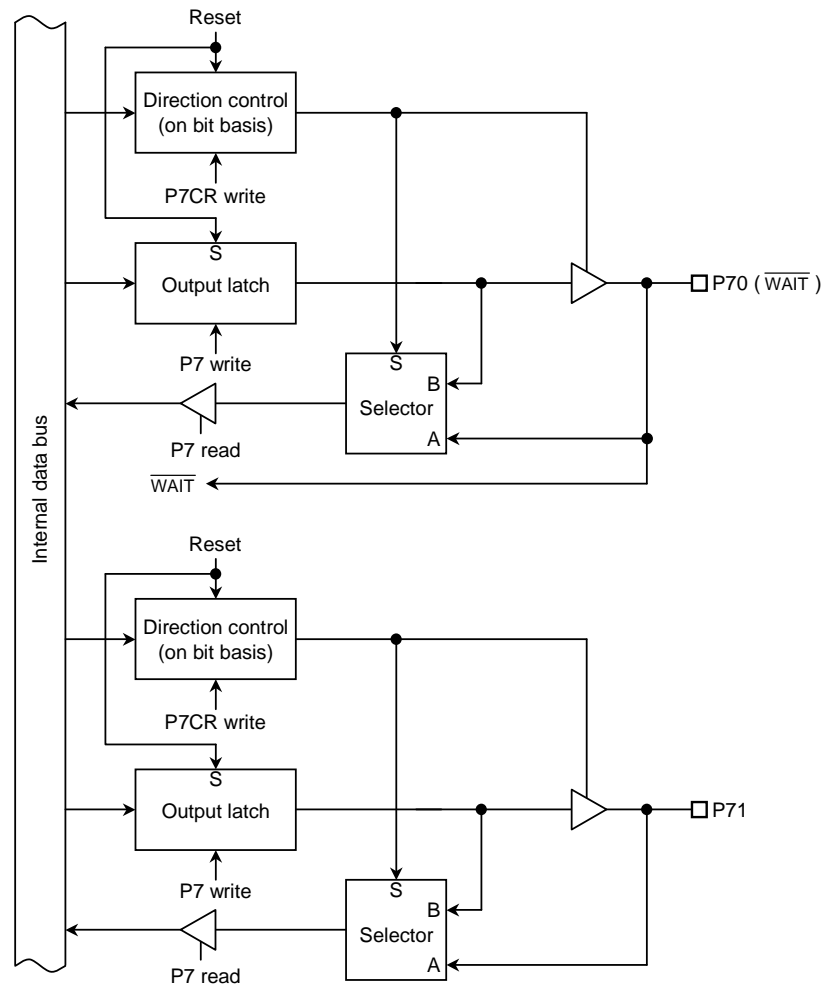 Reset
Direction control
(on bit basis)
P7CR write
S
Output latch
P70 ( WAIT )
P7 write
S
B
Selector
A
P7 read
WAIT
Internal data bus
Reset
Direction control
(on bit basis)
P7CR write
S
Output latch
P71
P7 write
S
B
Selector
A
P7 read